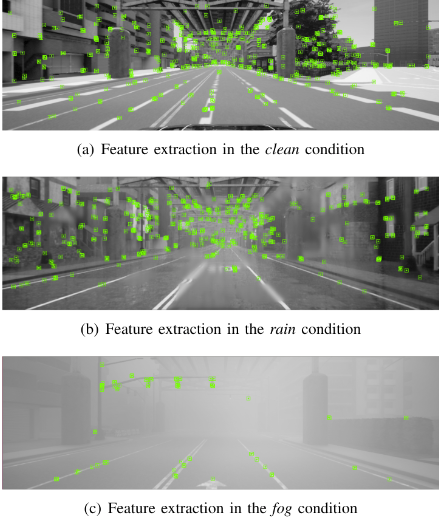 (a) Feature extraction in the clean condition
(b) Feature extraction in the rain condition
(c) Feature extraction in the fog condition